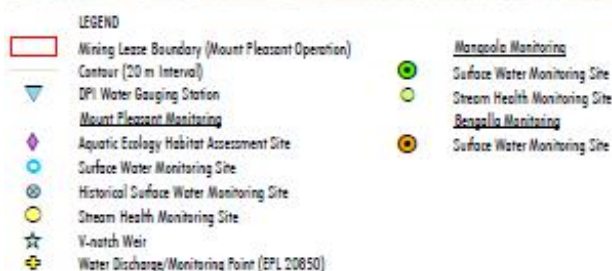 LEGEND
Mining Lease Boundary (Mount Pleasant Operation)
Contour (20 m Interval)
DPI Water Gauging Station
Mount Pleasant Monitoring
Aquatic Ecology Habitat Assessment Site
Surface Water Monitoring Site
Historical Surface Water Monitoring Site
Stream Health Monitoring Site
V-notch Weir
Water Discharge/Monitoring Point (EPL 20850)
Mangoola Monitoring
Surface Water Monitoring Site
Stream Health Monitoring Site
Bengalla Monitoring
Surface Water Monitoring Site